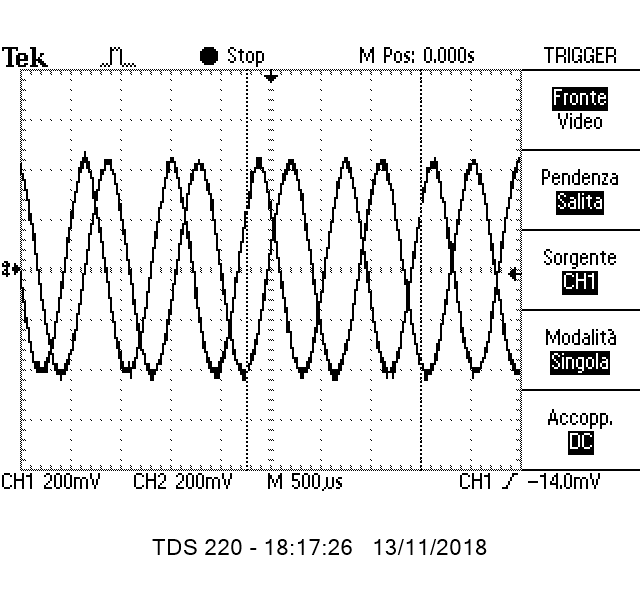 Tek Stop M Pos: 0.000s TRIGGER
Fronte
Video
Pendenza
Salita
Sorgente
CH1
Modalità
Singola
Accopp.
DC
CH1 200mV CH2 200mV M 500µs CH1 -14.0mV
TDS 220 - 18:17:26 13/11/2018